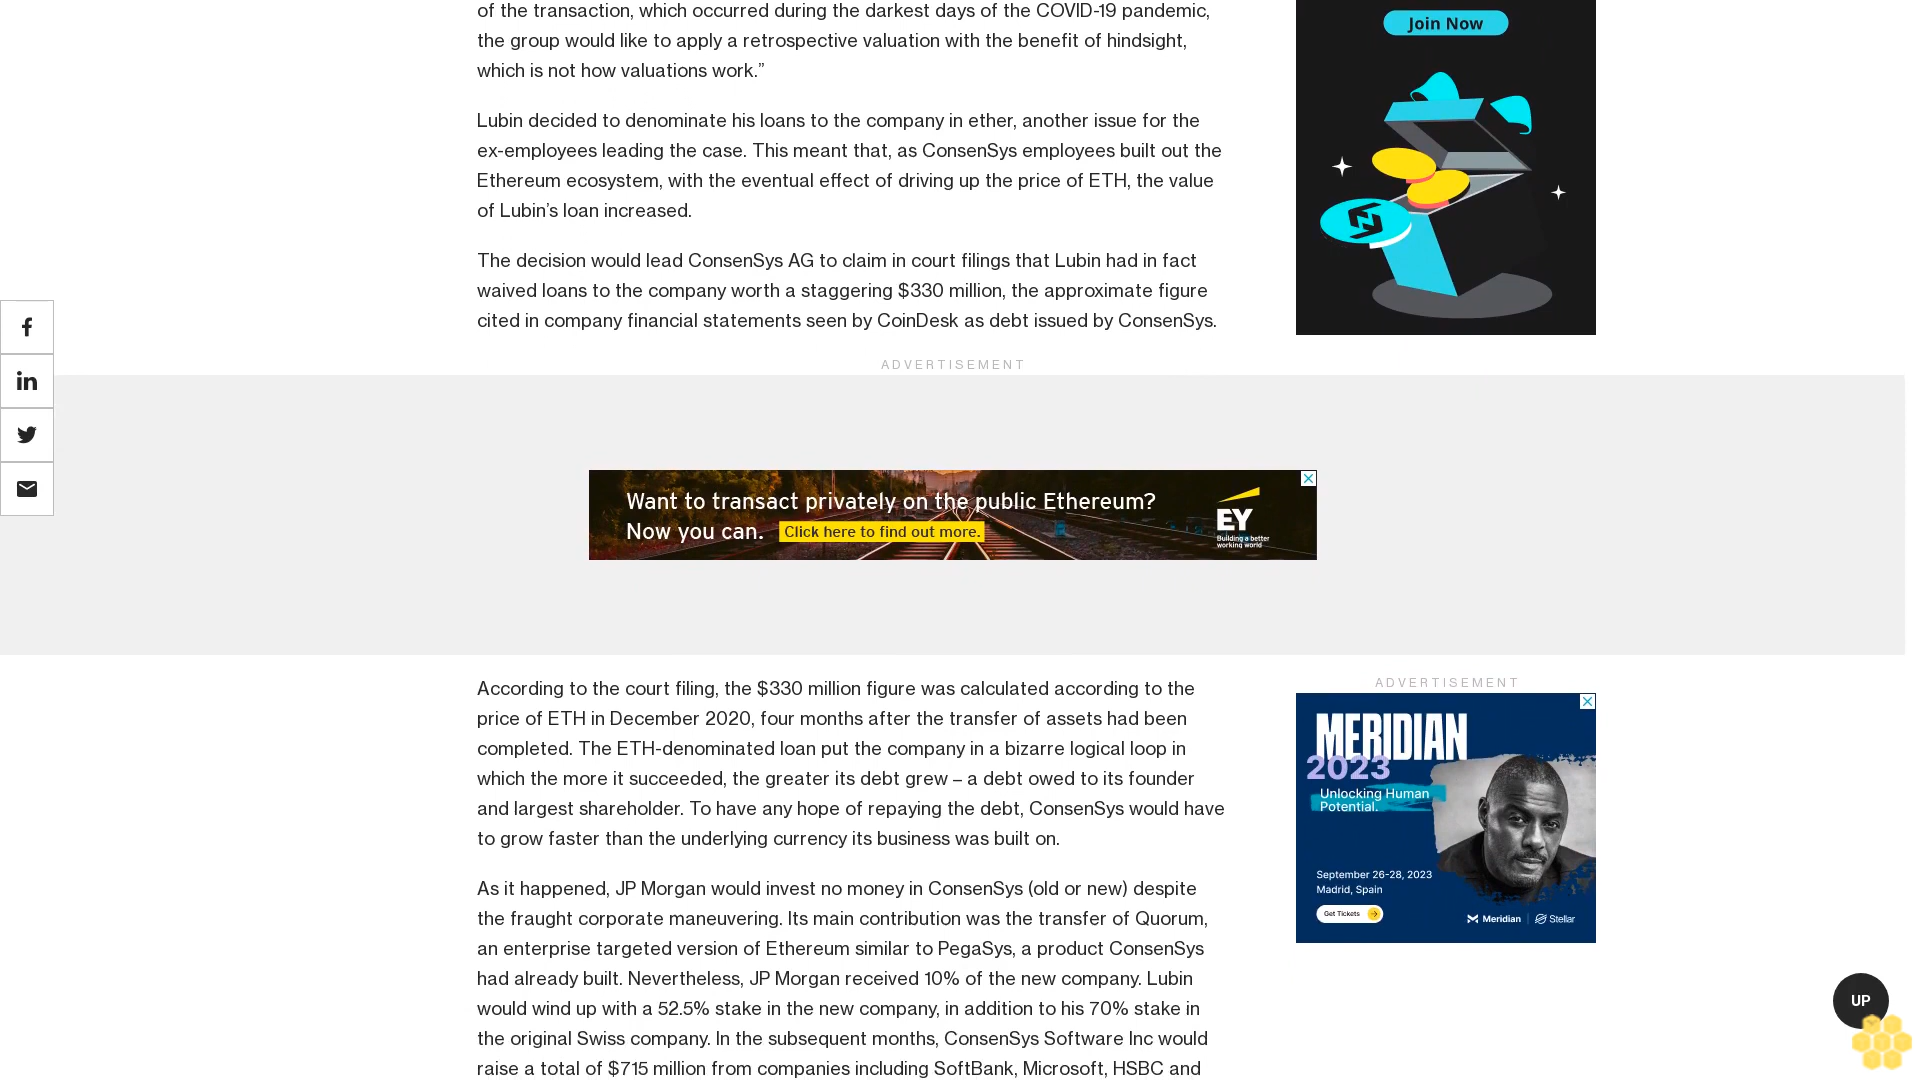 of the transaction, which occurred during the darkest days of the COVID-19 pandemic,
the group would like to apply a retrospective valuation with the benefit of hindsight,
which is not how valuations work.”
Lubin decided to denominate his loans to the company in ether, another issue for the
ex-employees leading the case. This meant that, as ConsenSys employees built out the
Ethereum ecosystem, with the eventual effect of driving up the price of ETH, the value
of Lubin’s loan increased.
The decision would lead ConsenSys AG to claim in court filings that Lubin had in fact
waived loans to the company worth a staggering $330 million, the approximate figure
cited in company financial statements seen by CoinDesk as debt issued by ConsenSys.
Join Now
ADVERTISEMENT
Want to transact privately on the public Ethereum?
Now you can. Click here to find out more.
EY
Building a better
working world
According to the court filing, the $330 million figure was calculated according to the
price of ETH in December 2020, four months after the transfer of assets had been
completed. The ETH-denominated loan put the company in a bizarre logical loop in
which the more it succeeded, the greater its debt grew – a debt owed to its founder
and largest shareholder. To have any hope of repaying the debt, ConsenSys would have
to grow faster than the underlying currency its business was built on.
As it happened, JP Morgan would invest no money in ConsenSys (old or new) despite
the fraught corporate maneuvering. Its main contribution was the transfer of Quorum,
an enterprise targeted version of Ethereum similar to PegaSys, a product ConsenSys
had already built. Nevertheless, JP Morgan received 10% of the new company. Lubin
would wind up with a 52.5% stake in the new company, in addition to his 70% stake in
the original Swiss company. In the subsequent months, ConsenSys Software Inc would
raise a total of $715 million from companies including SoftBank, Microsoft, HSBC and
ADVERTISEMENT
MERIDIAN
2023
Unlocking Human
Potential.
September 26-28, 2023
Madrid, Spain
Get Tickets
Meridian
Stellar
UP